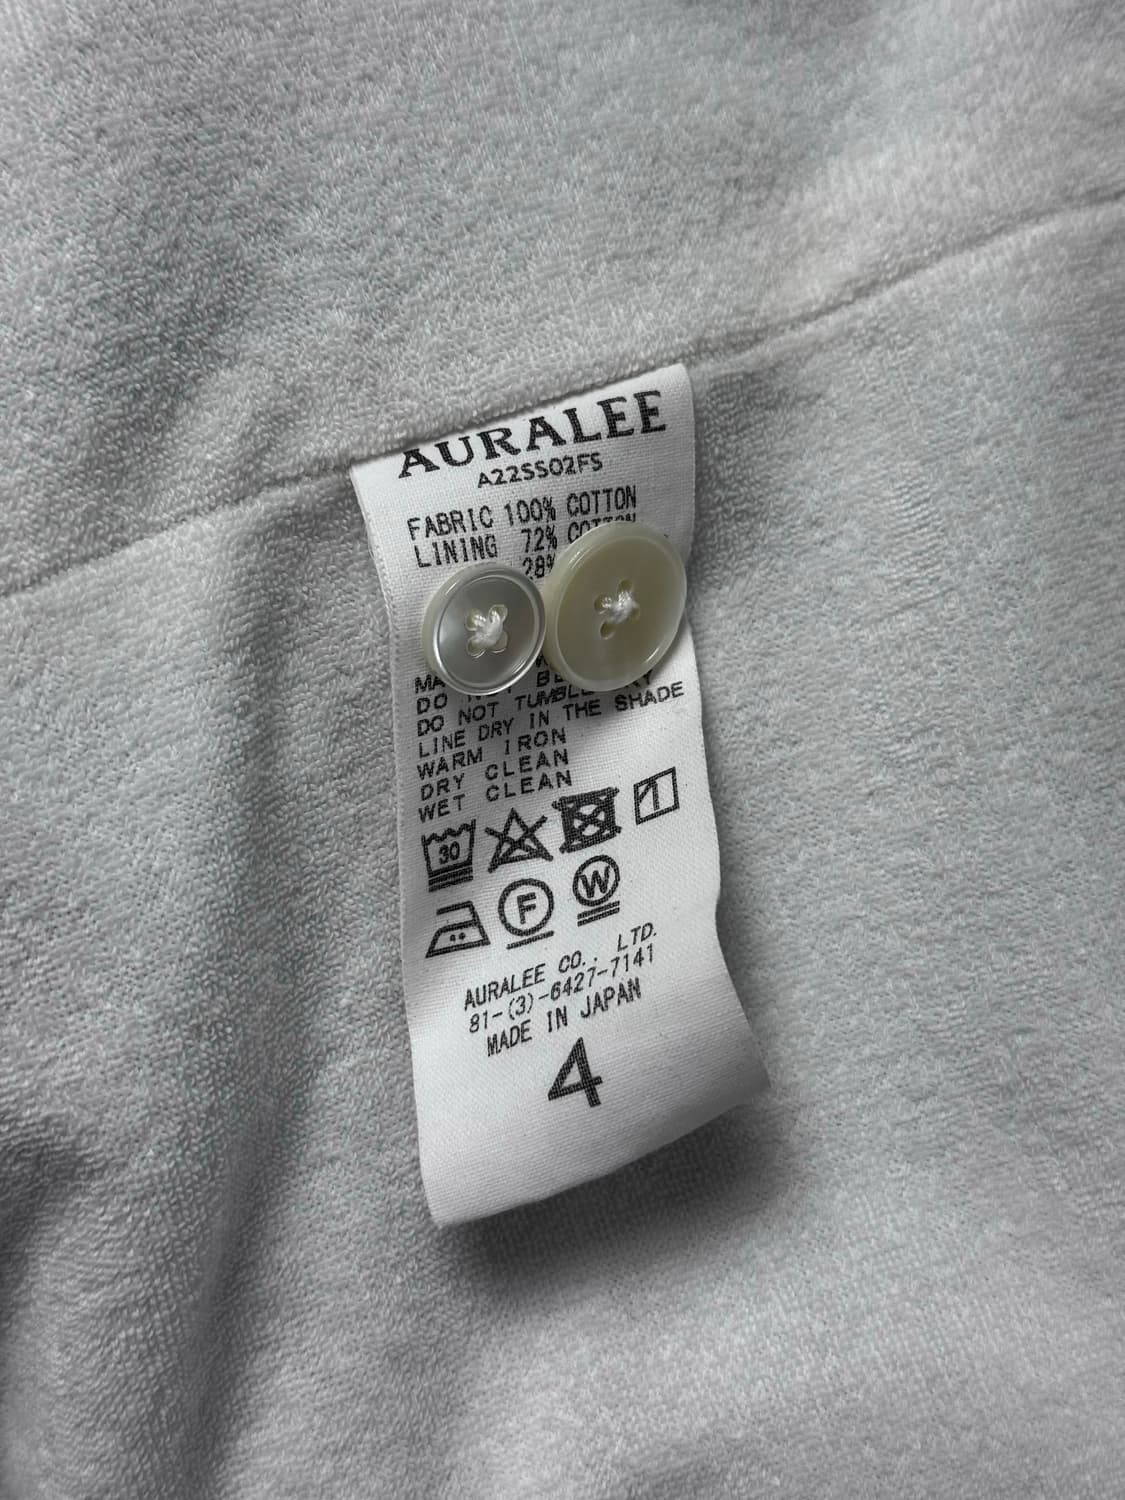 AURALEE
A22SS02FS
FABRIC 100% COTTON
LINING 72% COTTON
28%
DO NOT
DO NOT TUMBLE DRY
LINE DRY IN THE SHADE
WARM IRON
DRY CLEAN
WET CLEAN
30
F W
AURALEE CO., LTD.
81-(3)-6427-7141
MADE IN JAPAN
4